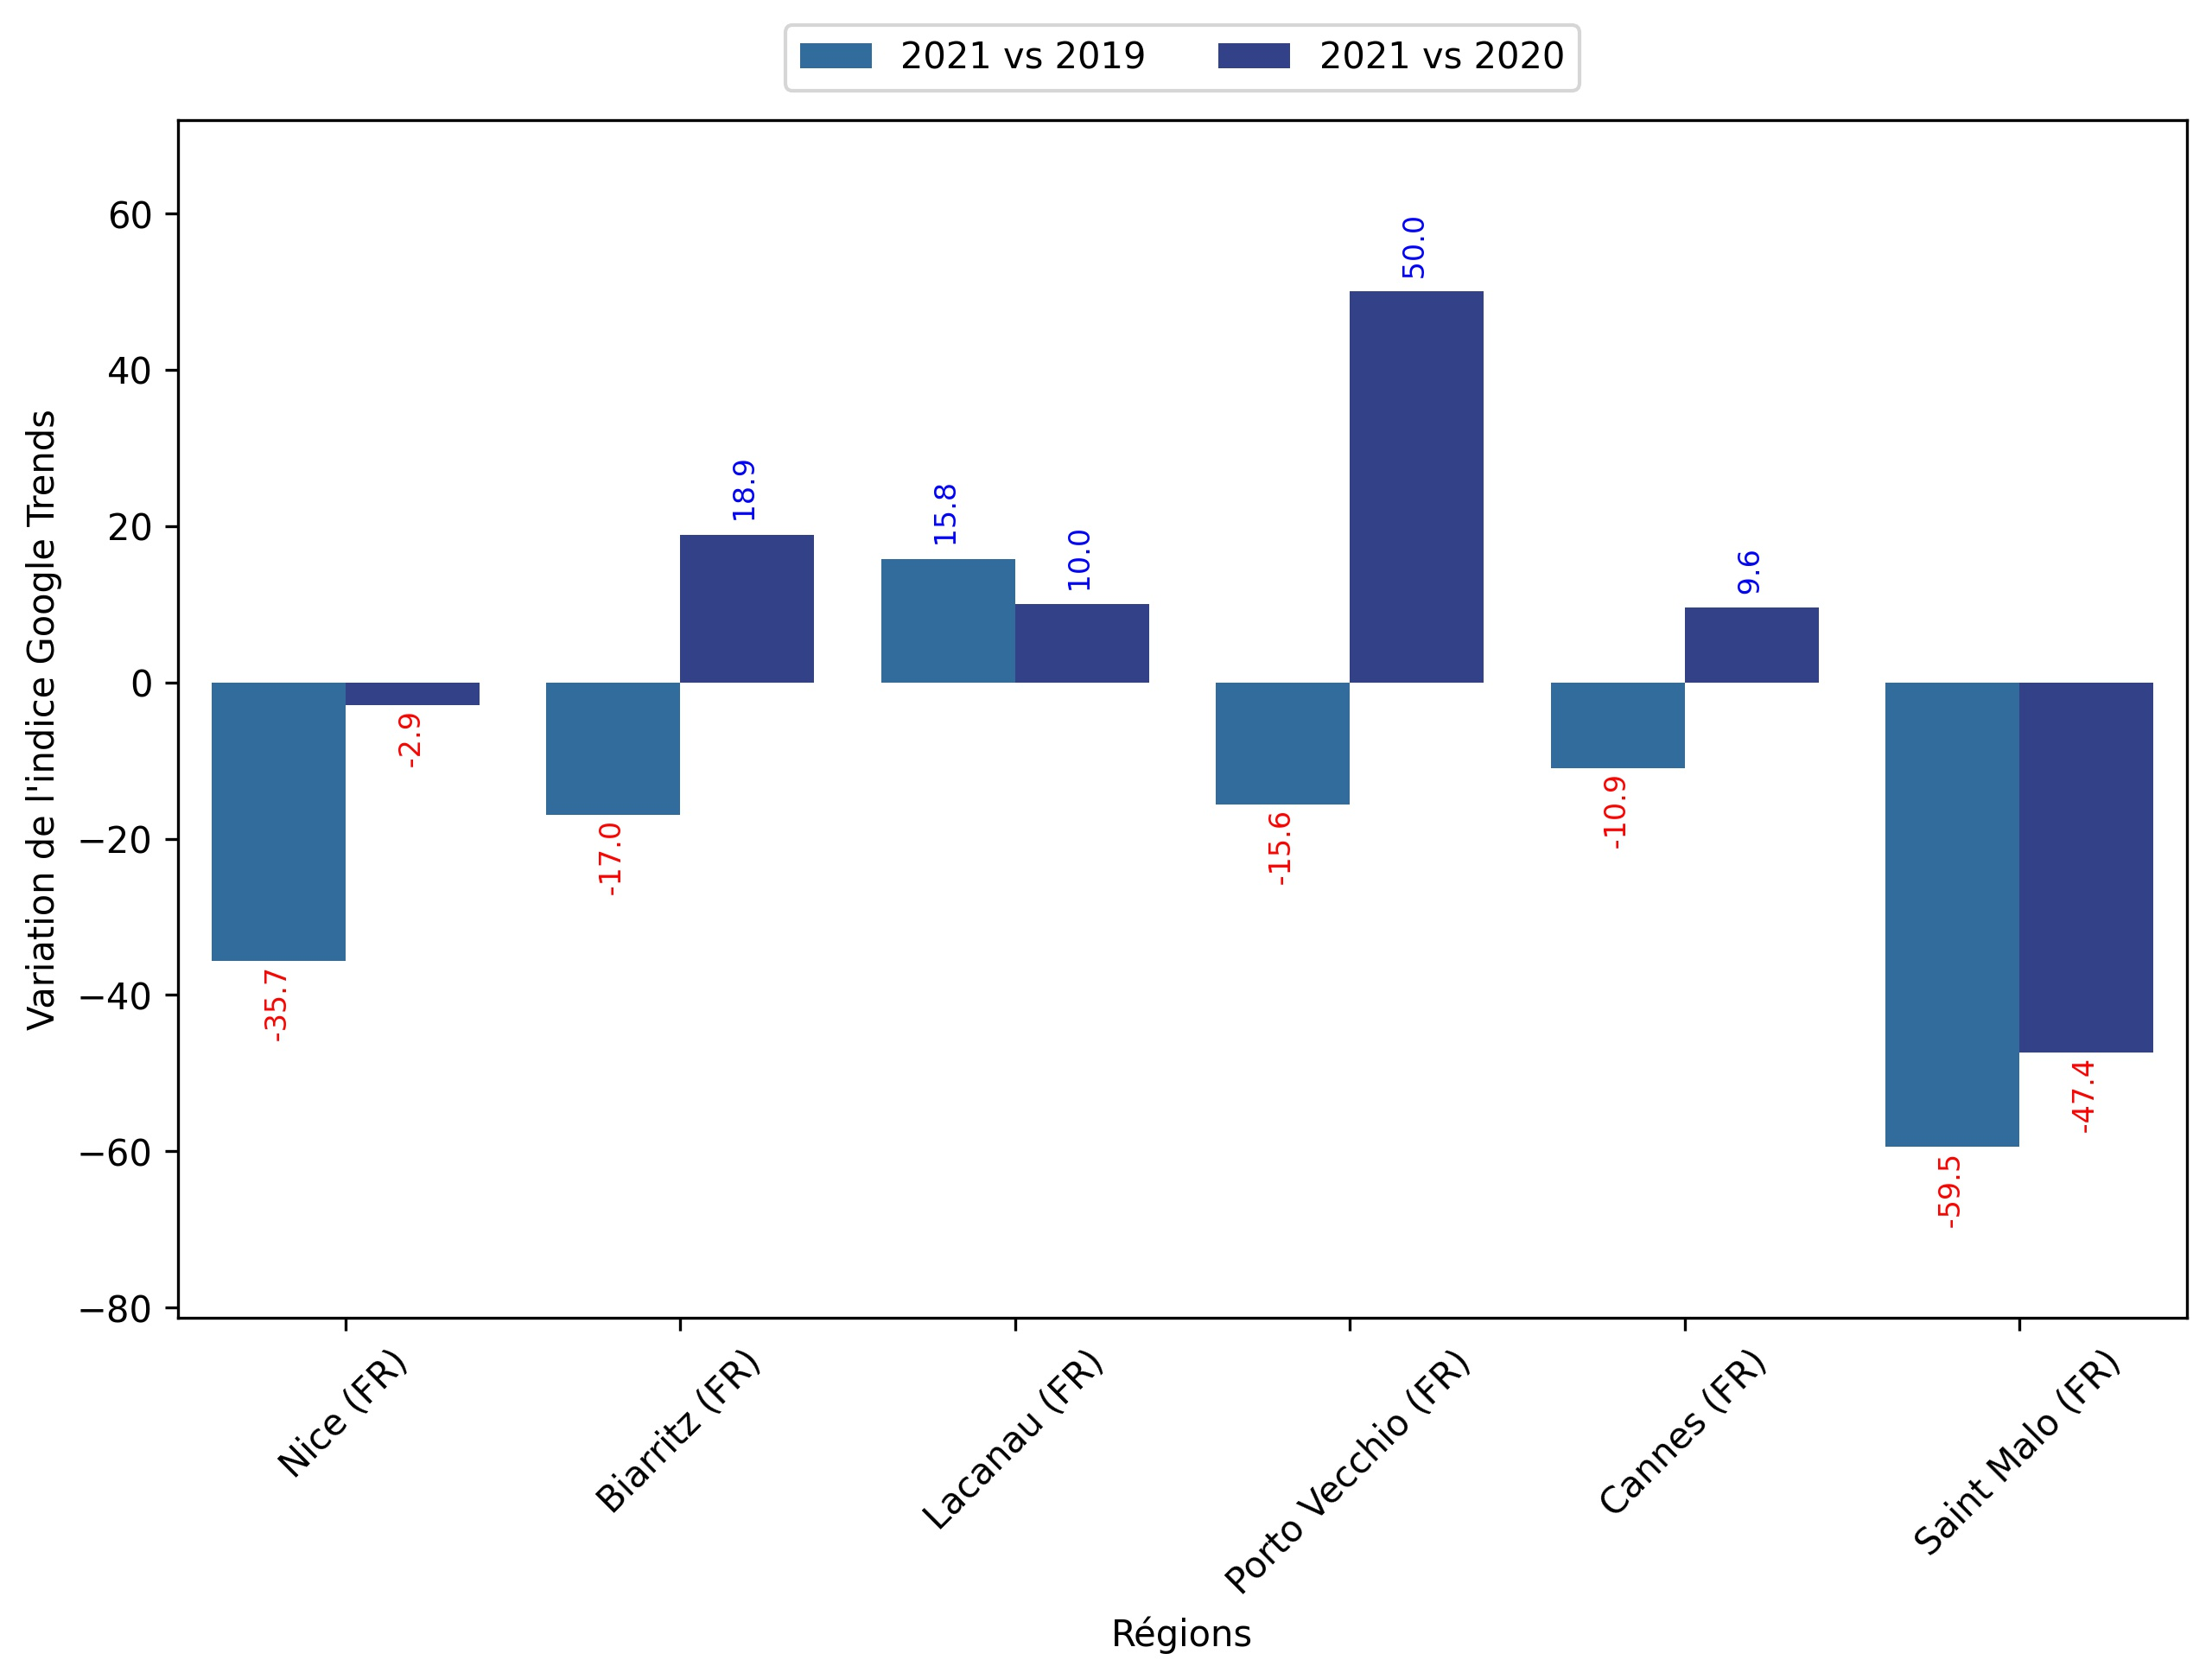 2021 vs 2019 2021 vs 2020
Variation de l'indice Google Trends
60
40
20
0
−20
−40
−60
−80
-35.7
-2.9
-17.0
18.9
15.8
10.0
-15.6
50.0
-10.9
9.6
-59.5
-47.4
Nice (FR)
Biarritz (FR)
Lacanau (FR)
Porto Vecchio (FR)
Cannes (FR)
Saint Malo (FR)
Régions